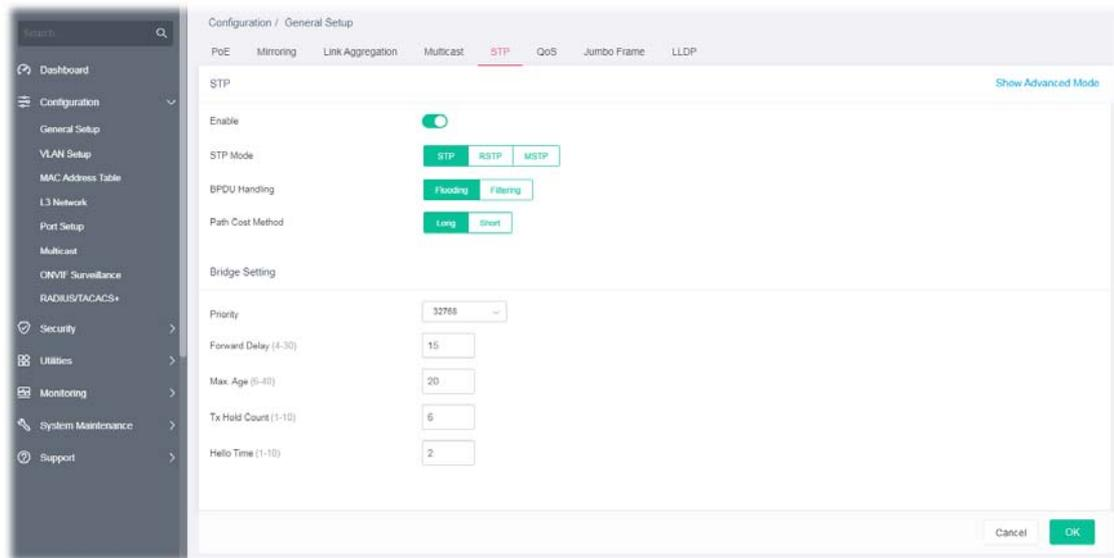 Search...
Dashboard
Configuration
General Setup
VLAN Setup
MAC Address Table
L3 Network
Port Setup
Multicast
ONVIF Surveillance
RADIUS/TACACS+
Security
Utilities
Monitoring
System Maintenance
Support
Configuration / General Setup
PoE Mirroring Link Aggregation Multicast STP QoS Jumbo Frame LLDP
STP Show Advanced Mode
Enable
STP Mode STP RSTP MSTP
BPDU Handling Flooding Filtering
Path Cost Method Long Short
Bridge Setting
Priority 32768
Forward Delay (4-30) 15
Max. Age (6-40) 20
Tx Hold Count (1-10) 6
Hello Time (1-10) 2
Cancel OK